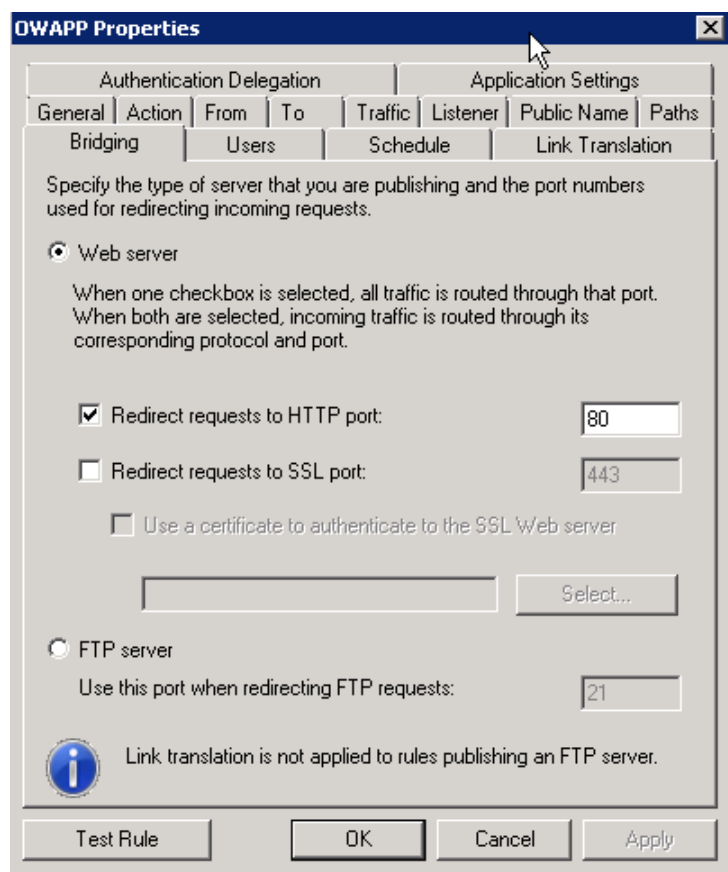 OWAPP Properties
Authentication Delegation Application Settings
General Action From To Traffic Listener Public Name Paths
Bridging Users Schedule Link Translation
Specify the type of server that you are publishing and the port numbers
used for redirecting incoming requests.
Web server
When one checkbox is selected, all traffic is routed through that port.
When both are selected, incoming traffic is routed through its
corresponding protocol and port.
Redirect requests to HTTP port: 80
Redirect requests to SSL port: 443
Use a certificate to authenticate to the SSL Web server
Select...
FTP server
Use this port when redirecting FTP requests: 21
Link translation is not applied to rules publishing an FTP server.
Test Rule OK Cancel Apply